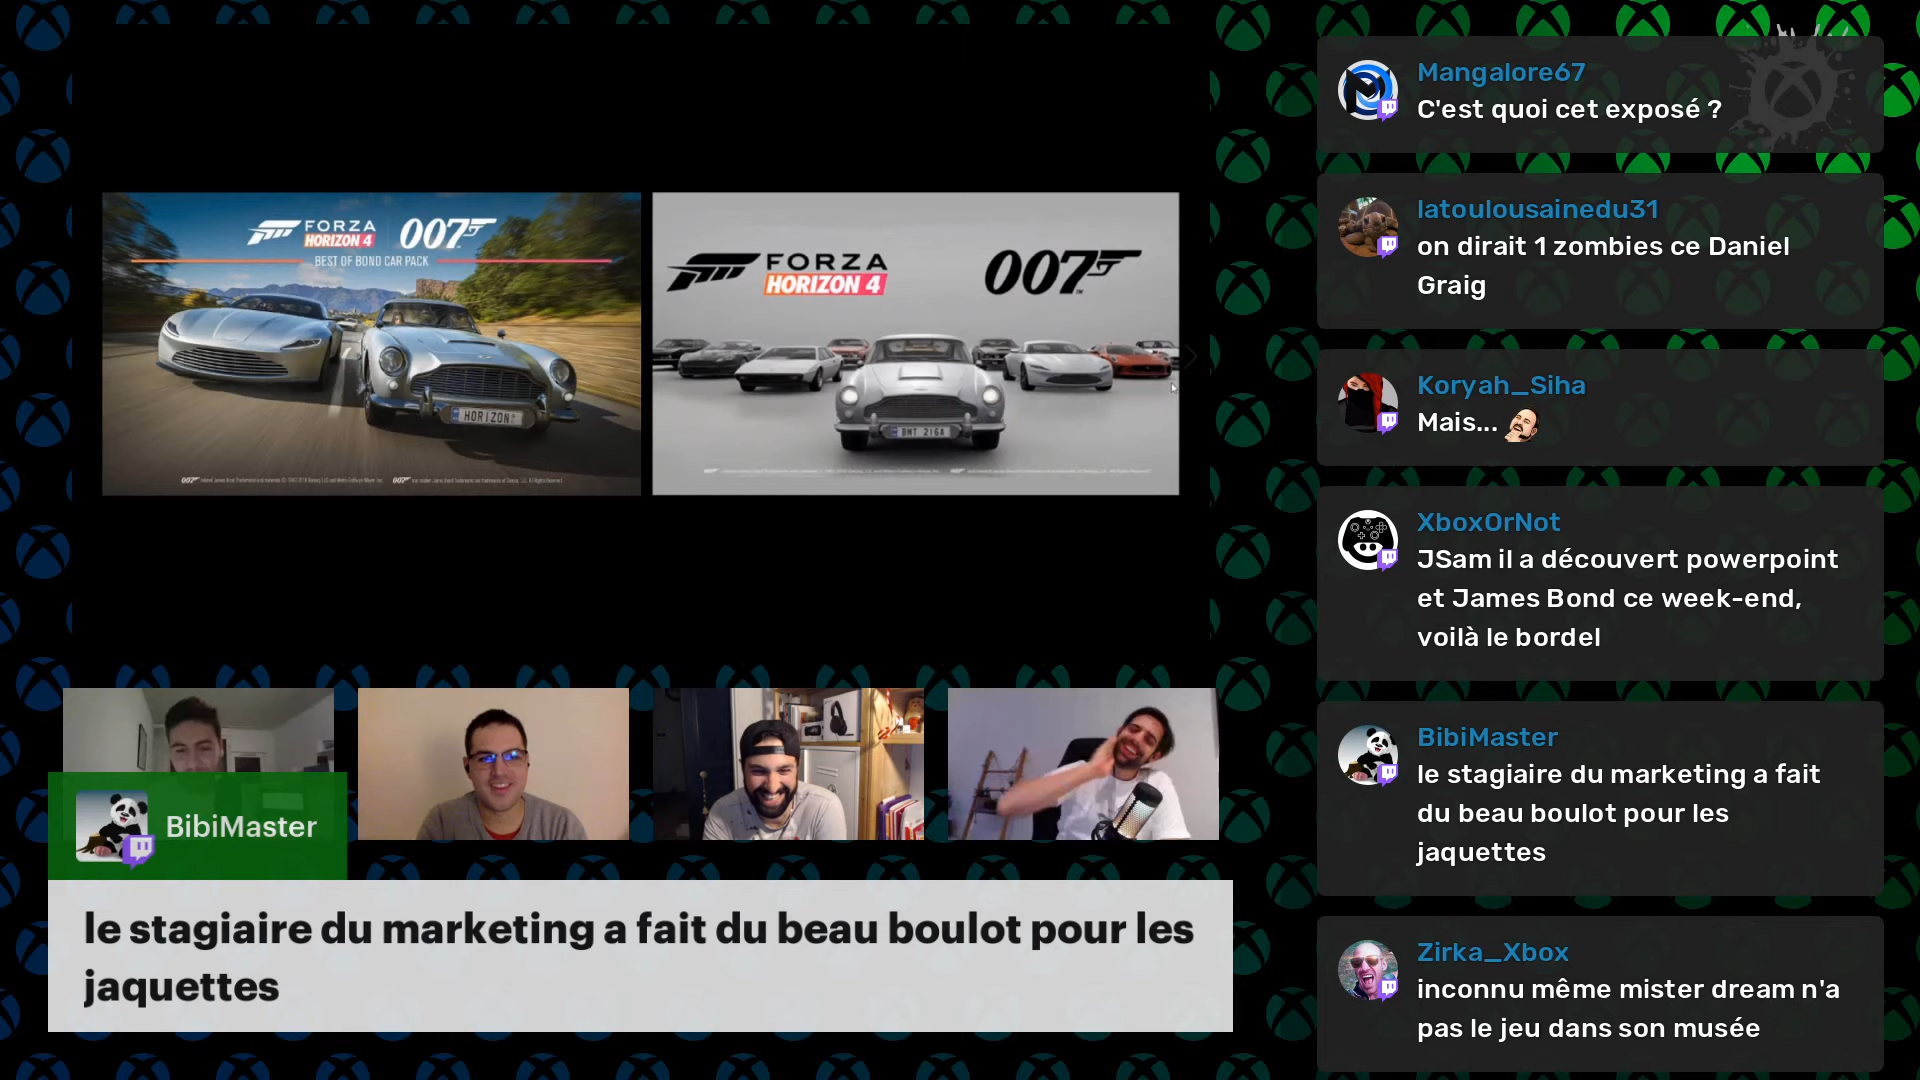 FORZA
HORIZON 4
007
BEST OF BOND CAR PACK
HORIZON
FORZA
HORIZON 4
007
BMT 216A
007
007
007
007
BibiMaster
le stagiaire du marketing a fait du beau boulot pour les
jaquettes
Mangalore67
C'est quoi cet exposé ?
latoulousainedu31
on dirait 1 zombies ce Daniel
Graig
Koryah_Siha
Mais...
XboxOrNot
JSam il a découvert powerpoint
et James Bond ce week-end,
voilà le bordel
BibiMaster
le stagiaire du marketing a fait
du beau boulot pour les
jaquettes
Zirka_Xbox
inconnu même mister dream n'a
pas le jeu dans son musée